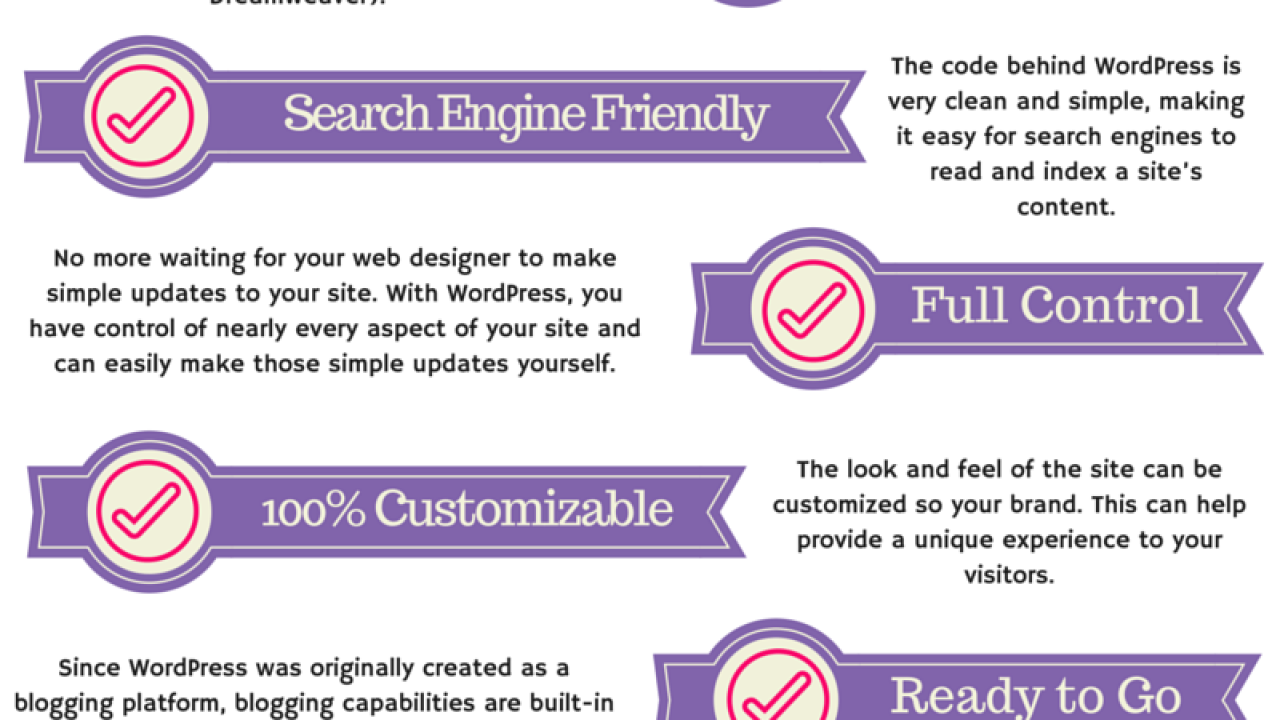 Dreamweaver).
Search Engine Friendly
The code behind WordPress is
very clean and simple, making
it easy for search engines to
read and index a site's
content.
No more waiting for your web designer to make
simple updates to your site. With WordPress, you
have control of nearly every aspect of your site and
can easily make those simple updates yourself.
Full Control
100% Customizable
The look and feel of the site can be
customized so your brand. This can help
provide a unique experience to your
visitors.
Since WordPress was originally created as a
blogging platform, blogging capabilities are built-in
Ready to Go